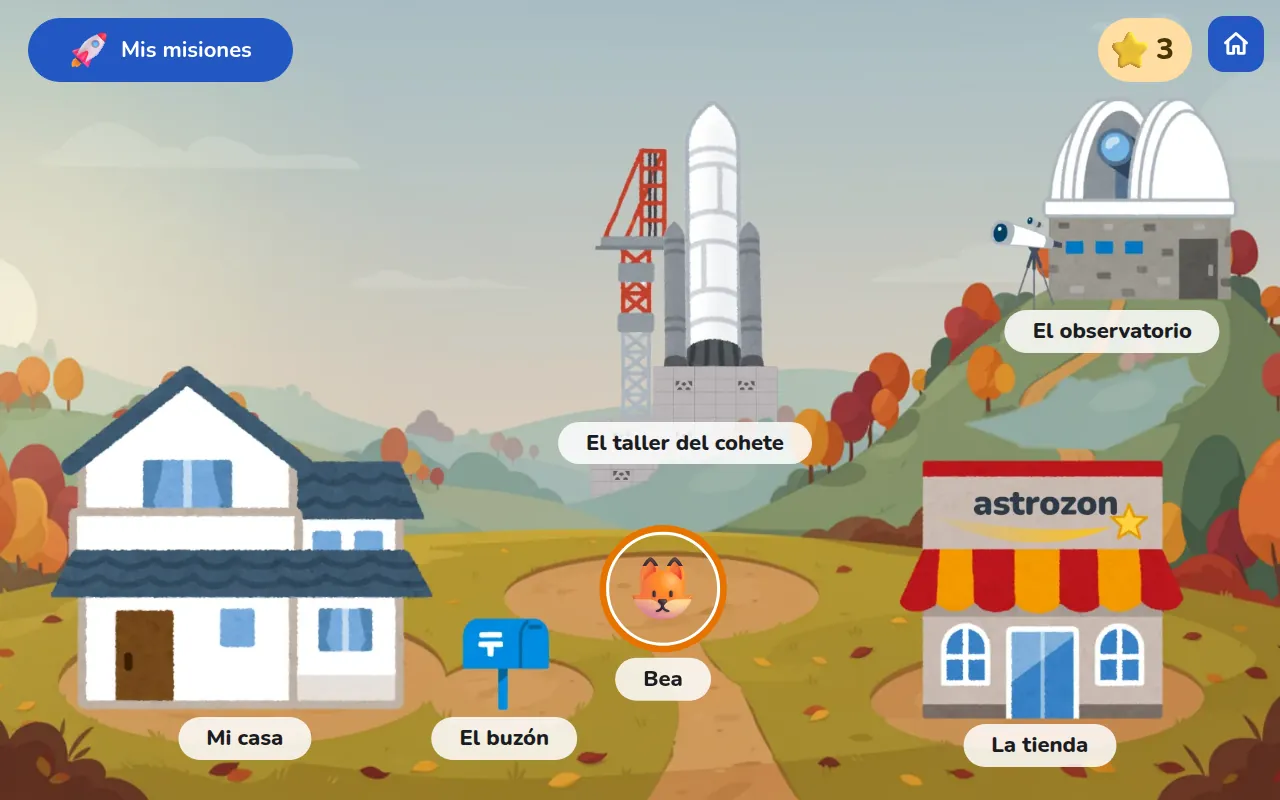 Mis misiones
3
El observatorio
El taller del cohete
astrozon
Bea
Mi casa
El buzón
La tienda